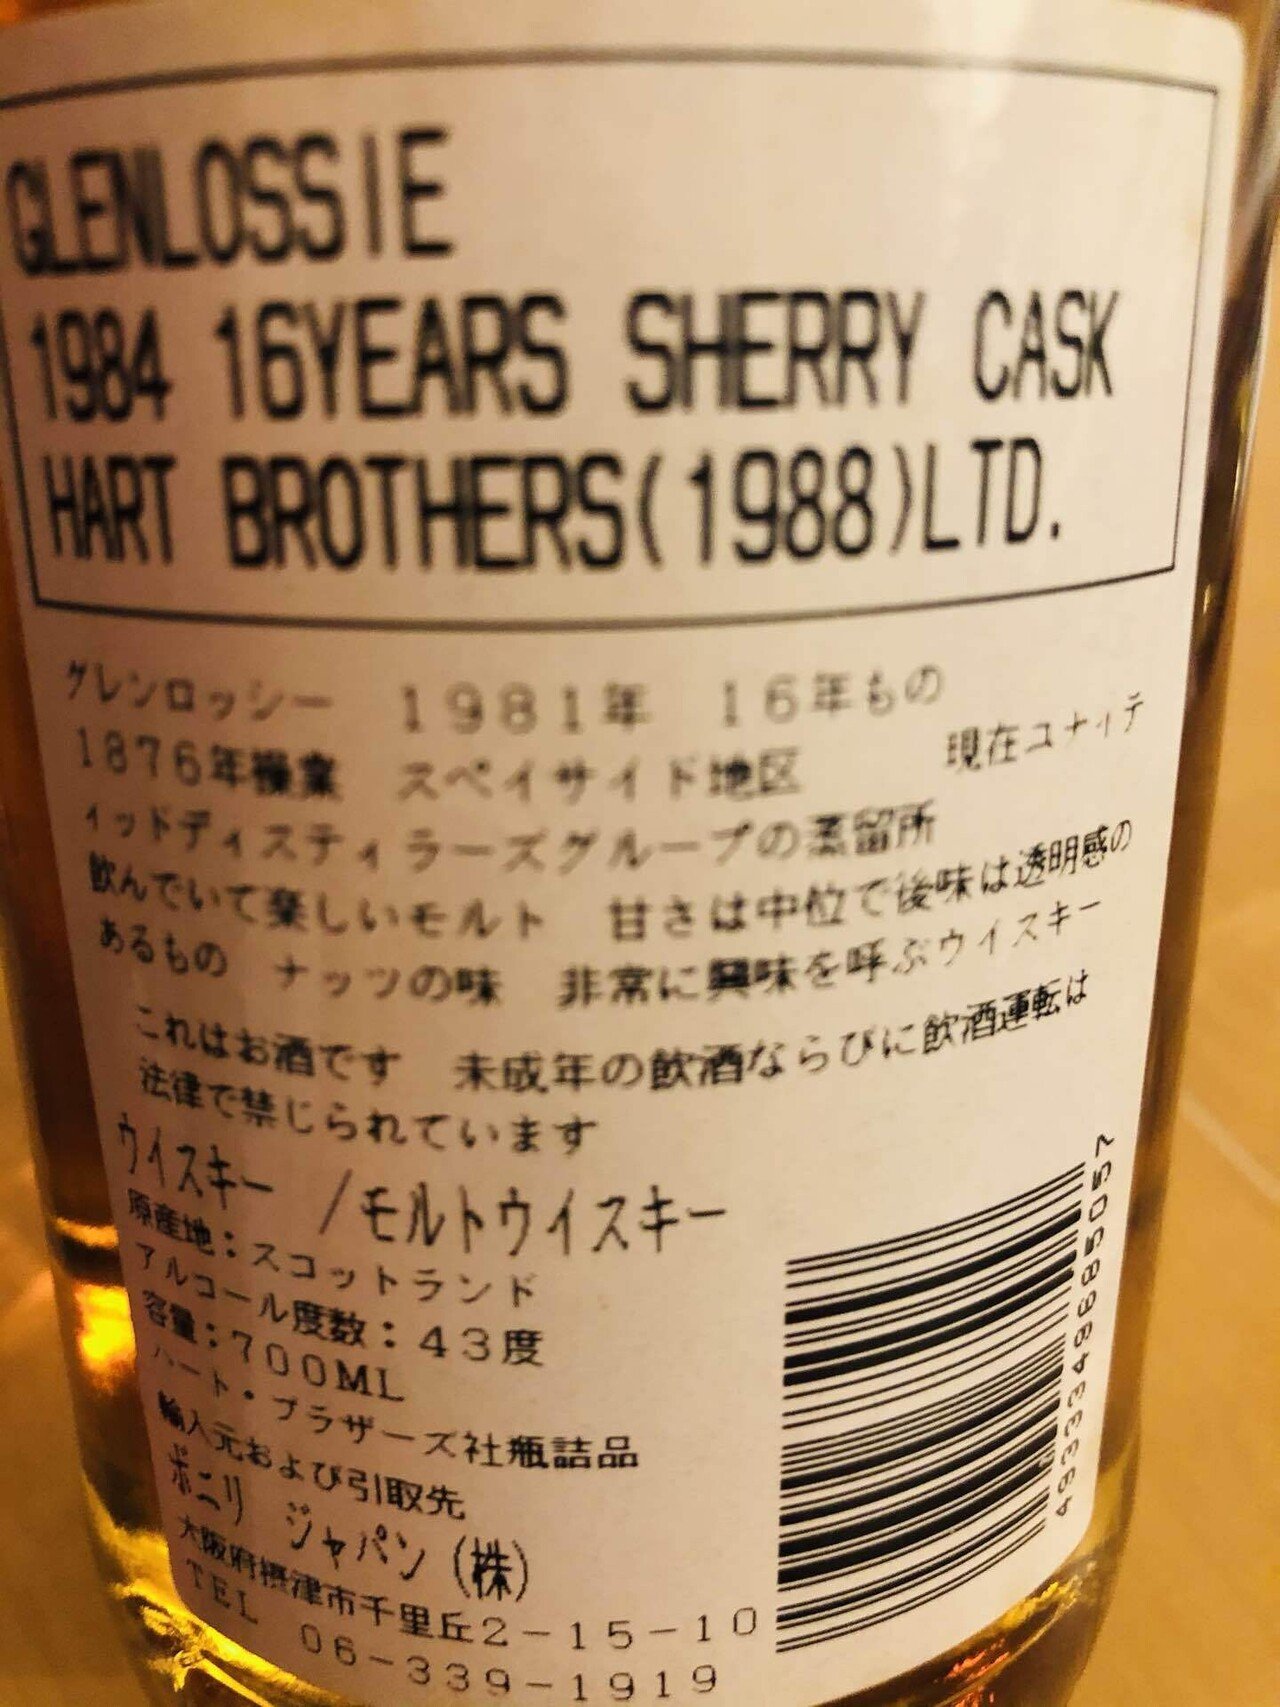 GLENLOSSIE
1984 16YEARS SHERRY CASK
HART BROTHERS(1988)LTD.
グレンロッシー 1981年 16年もの
1876年操業 スペイサイド地区 現在ユナィテ
ィッドディスティラーズグループの蒸留所
飲んでいて楽しいモルト 甘さは中位で後味は透明感の
あるもの ナッツの味 非常に興味を呼ぶウイスキー
これはお酒です 未成年の飲酒ならびに飲酒運転は
法律で禁じられています
ウイスキー /モルトウイスキー
原産地:スコットランド
アルコール度数:43度
容量:700ML
ハート・ブラザーズ社瓶詰品
輸入元および引取先
ボニリ ジャパン(株)
大阪府摂津市千里丘2-15-10
TEL 06-339-1919
4933349685057